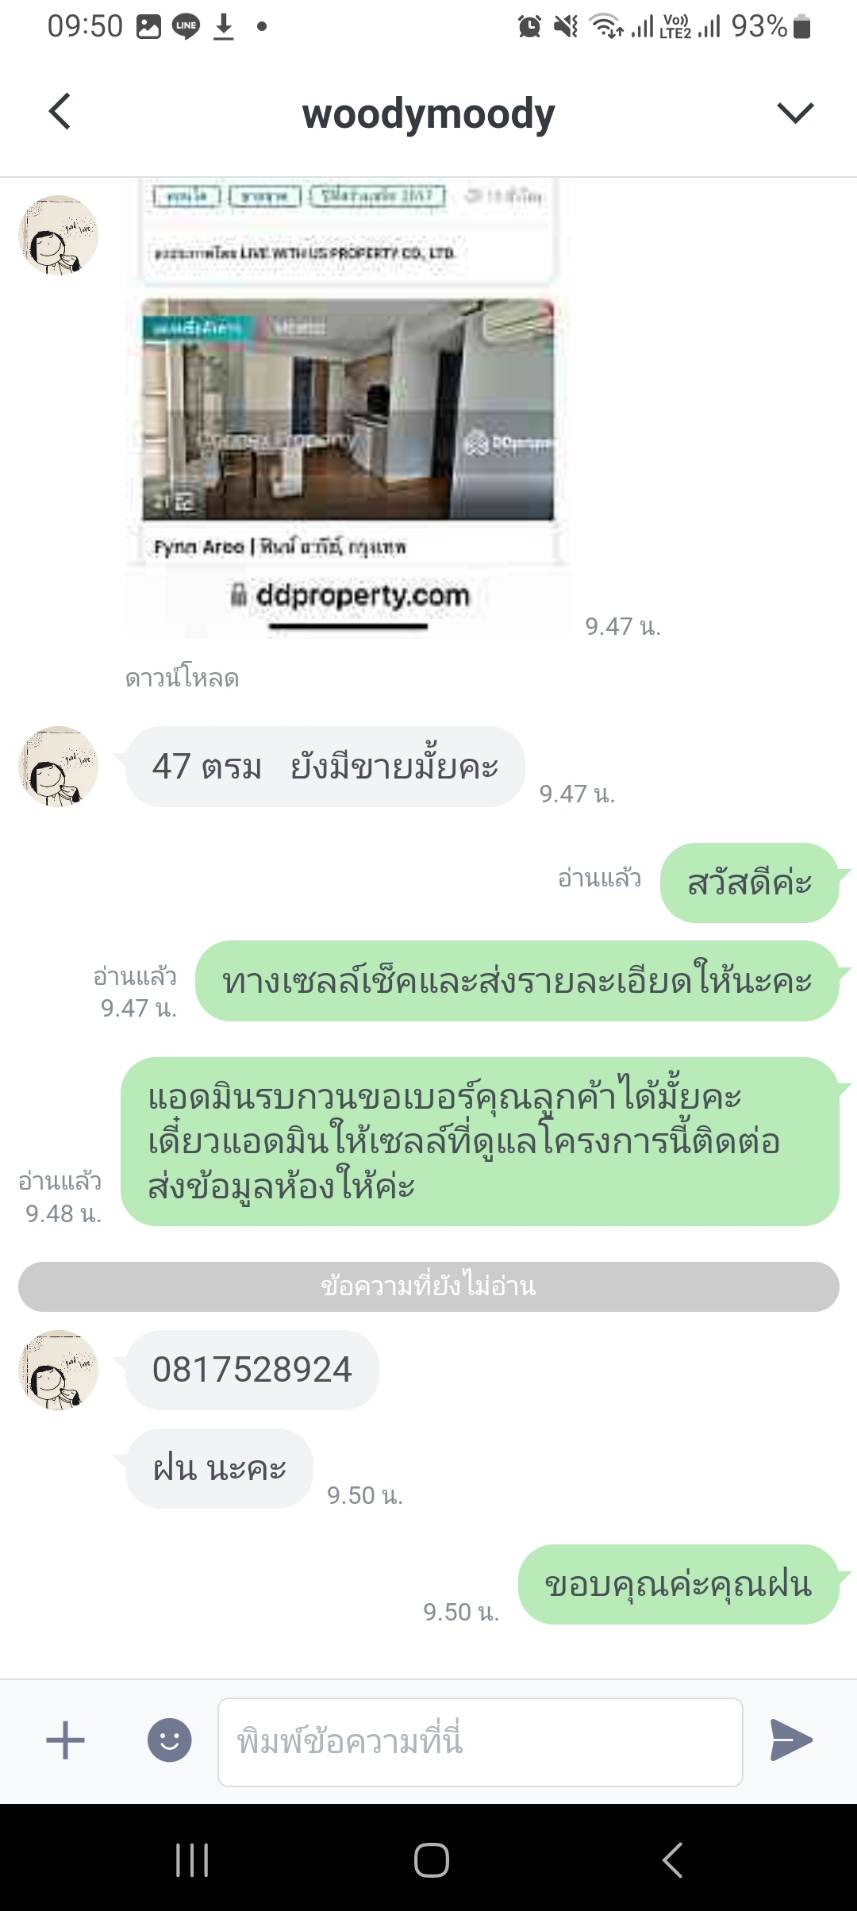 09:50
LINE
Vo))
LTE2
93%
woodymoody
LIVE WITH US PROPERTY CO., LTD.
Connex Property
DDprope
21
Fynn Aree | ฟินน์ อารีย์, กรุงเทพ
ddproperty.com
9.47 น.
ดาวน์โหลด
47 ตรม ยังมีขายมั้ยคะ
9.47 น.
อ่านแล้ว
สวัสดีค่ะ
อ่านแล้ว
9.47 น.
ทางเซลล์เช็คและส่งรายละเอียดให้นะคะ
แอดมินรบกวนขอเบอร์คุณลูกค้าได้มั้ยคะ
เดี๋ยวแอดมินให้เซลล์ที่ดูแลโครงการนี้ติดต่อ
ส่งข้อมูลห้องให้ค่ะ
อ่านแล้ว
9.48 น.
ข้อความที่ยังไม่อ่าน
0817528924
ฝน นะคะ
9.50 น.
ขอบคุณค่ะคุณฝน
9.50 น.
พิมพ์ข้อความที่นี่